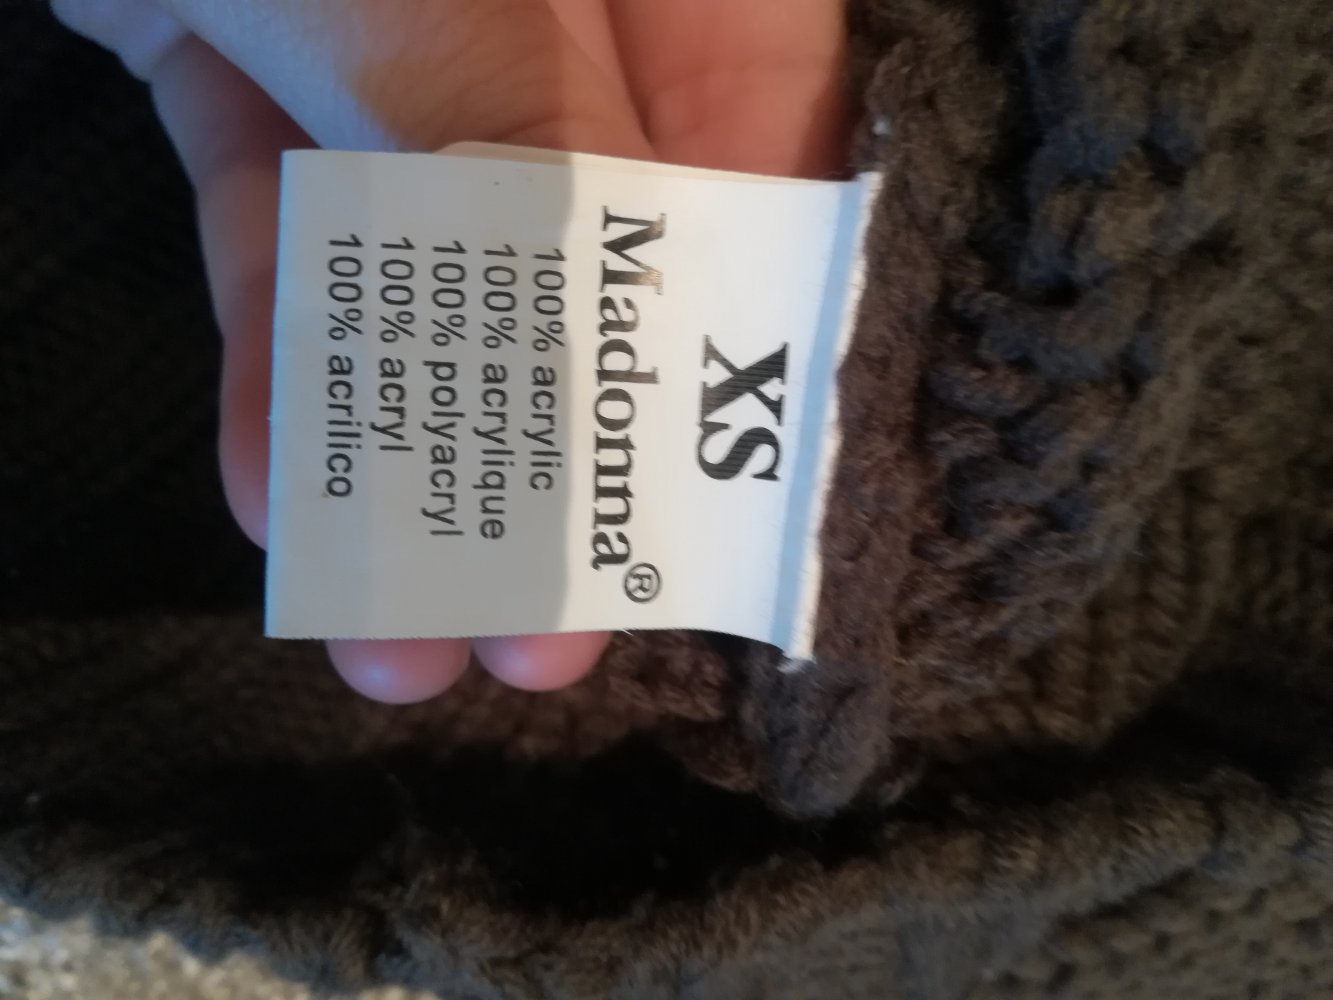 XS
Madonna®
100% acrylic
100% acrylique
100% polyacryl
100% acryl
100% acrilico